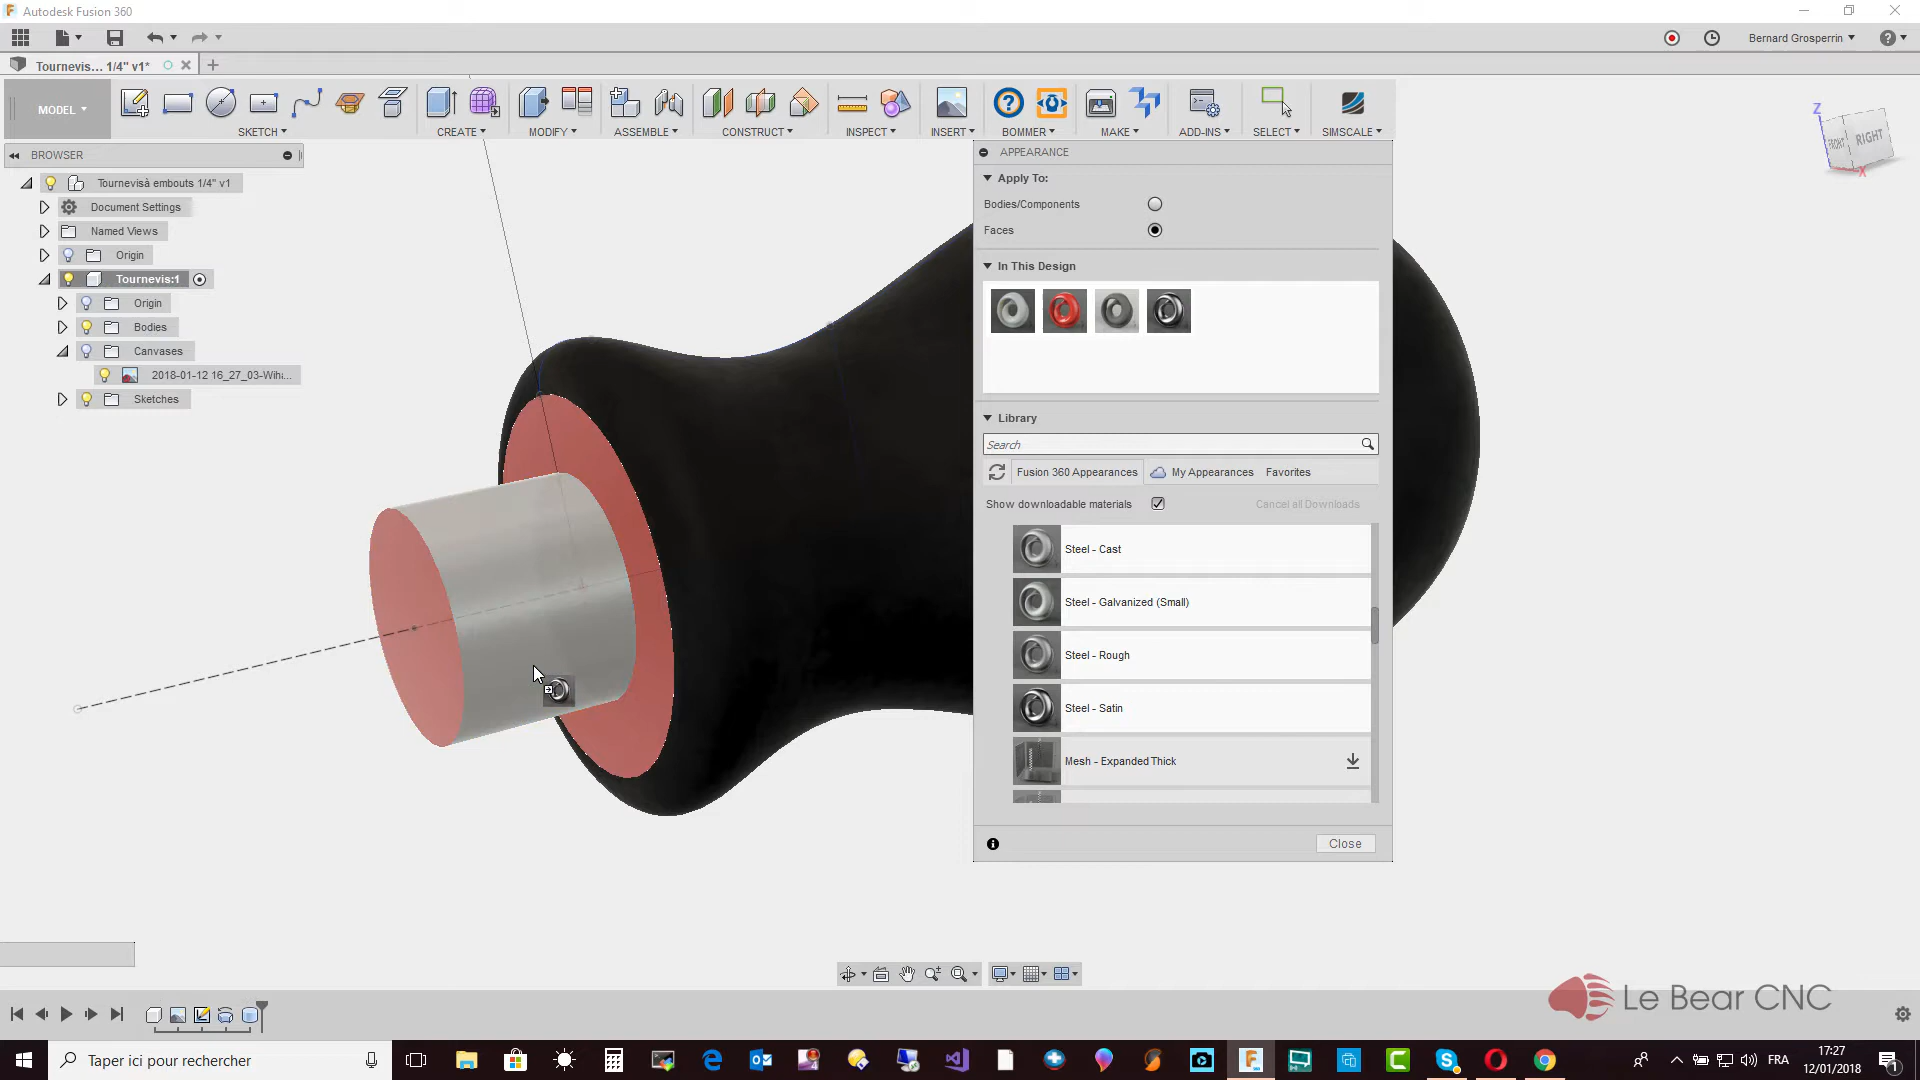 Autodesk Fusion 360
Bernard Grosperrin
Tournevis... 1/4" v1*
MODEL
SKETCH
CREATE
MODIFY
ASSEMBLE
CONSTRUCT
INSPECT
INSERT
BOMMER
MAKE
ADD-INS
SELECT
SIMSCALE
Z
FRONT
RIGHT
X
BROWSER
Tournevisà embouts 1/4" v1
Document Settings
Named Views
Origin
Tournevis:1
Origin
Bodies
Canvases
2018-01-12 16_27_03-Wiha...
Sketches
APPEARANCE
Apply To:
Bodies/Components
Faces
In This Design
Library
Search
Fusion 360 Appearances
My Appearances
Favorites
Show downloadable materials
Cancel all Downloads
Steel - Cast
Steel - Galvanized (Small)
Steel - Rough
Steel - Satin
Mesh - Expanded Thick
Close
Le Bear CNC
Taper ici pour rechercher
FRA
17:27
12/01/2018
1